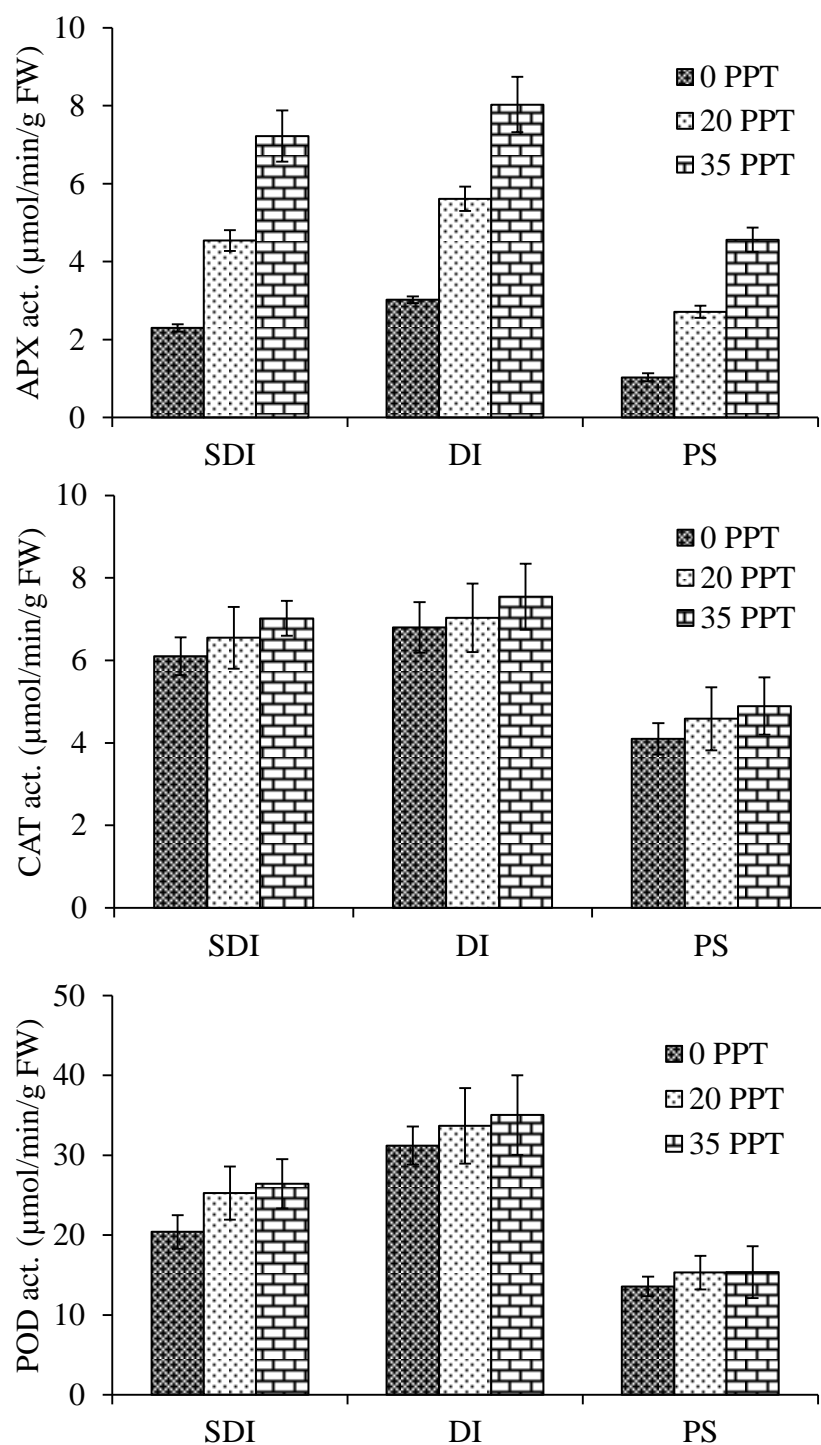 APX act. (µmol/min/g FW)
10
8
6
4
2
0
0 PPT
20 PPT
35 PPT
SDI DI PS
CAT act. (µmol/min/g FW)
10
8
6
4
2
0
0 PPT
20 PPT
35 PPT
SDI DI PS
POD act. (µmol/min/g FW)
50
40
30
20
10
0
0 PPT
20 PPT
35 PPT
SDI DI PS